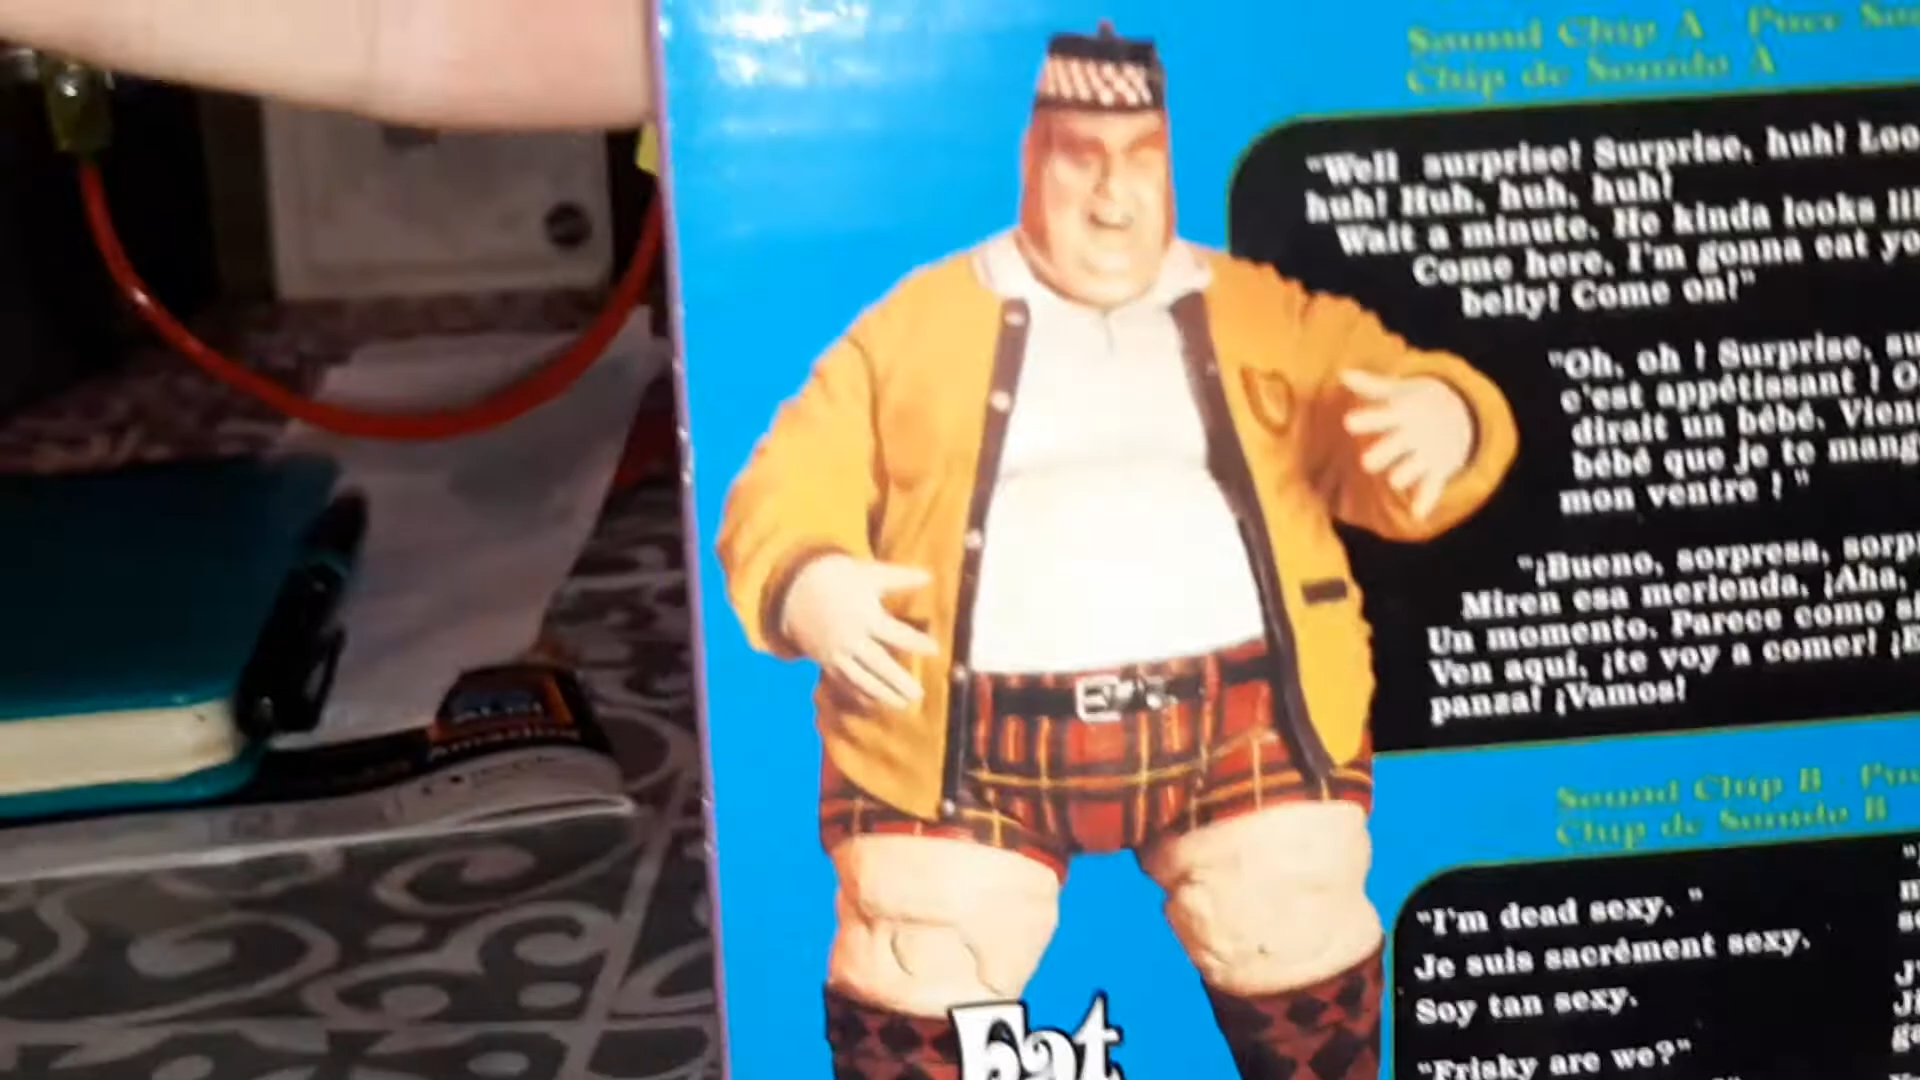 Sound Chip A - Puce
Chip de Sonido A
"Well surprise! Surprise, huh!
huh! Huh, huh, huh!
Wait a minute. He kinda looks
Come here, I'm gonna eat
belly! Come on!"
"Oh, oh ! Surprise,
c'est appétissant !
dirait un bébé.
bébé que je te
mon ventre ! "
"¡Bueno, sorpresa,
Miren esa merienda, ¡Aha,
Un momento. Parece como
Ven aquí, ¡te voy a comer!
panza! ¡Vamos!
Sound Chip B -
Chip de Sonido B
"I'm dead sexy. "
Je suis sacrément sexy.
Soy tan sexy.
"Frisky are we?"
Fat